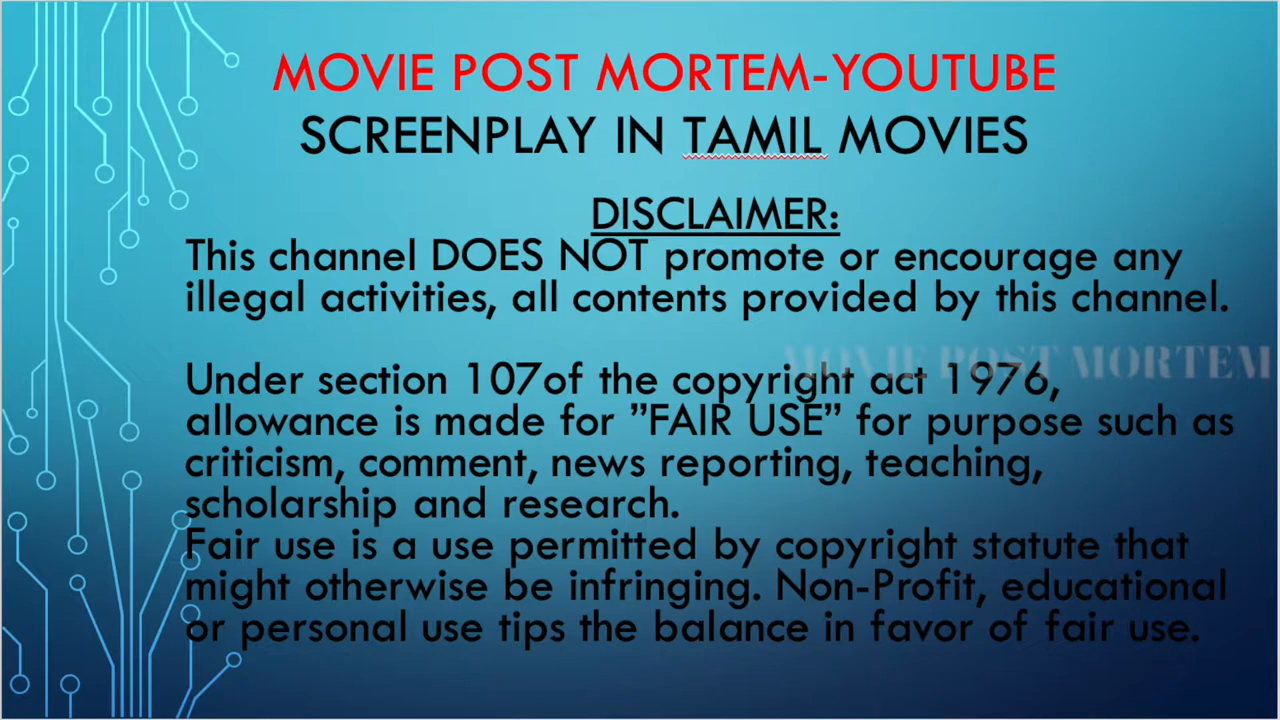 MOVIE POST MORTEM-YOUTUBE
SCREENPLAY IN TAMIL MOVIES
DISCLAIMER:
This channel DOES NOT promote or encourage any
illegal activities, all contents provided by this channel.
MOVIE POST MORTEM
Under section 107of the copyright act 1976,
allowance is made for ”FAIR USE” for purpose such as
criticism, comment, news reporting, teaching,
scholarship and research.
Fair use is a use permitted by copyright statute that
might otherwise be infringing. Non-Profit, educational
or personal use tips the balance in favor of fair use.